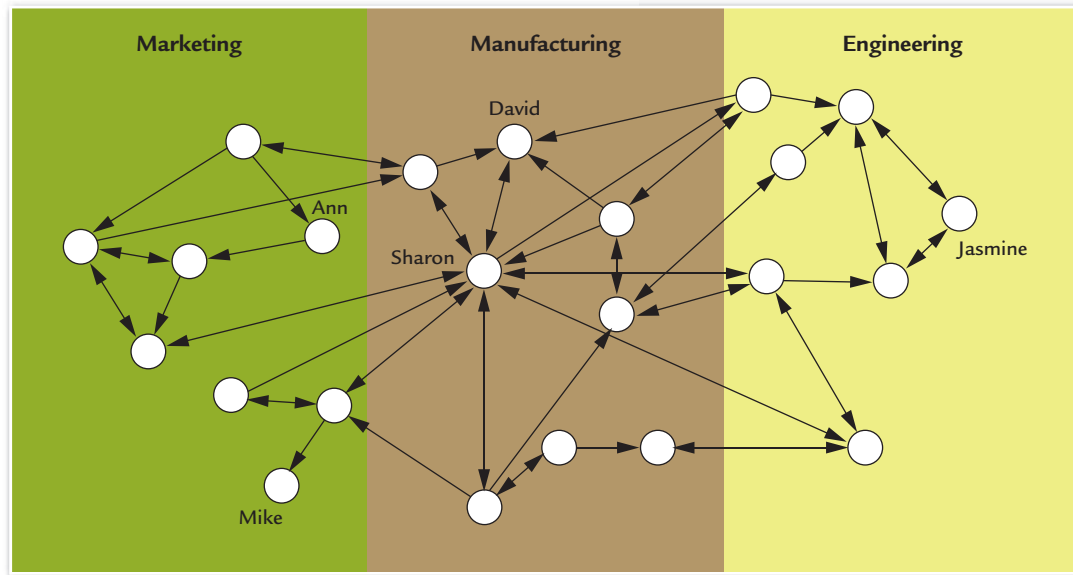 Marketing
Manufacturing
Engineering
David
Ann
Sharon
Jasmine
Mike